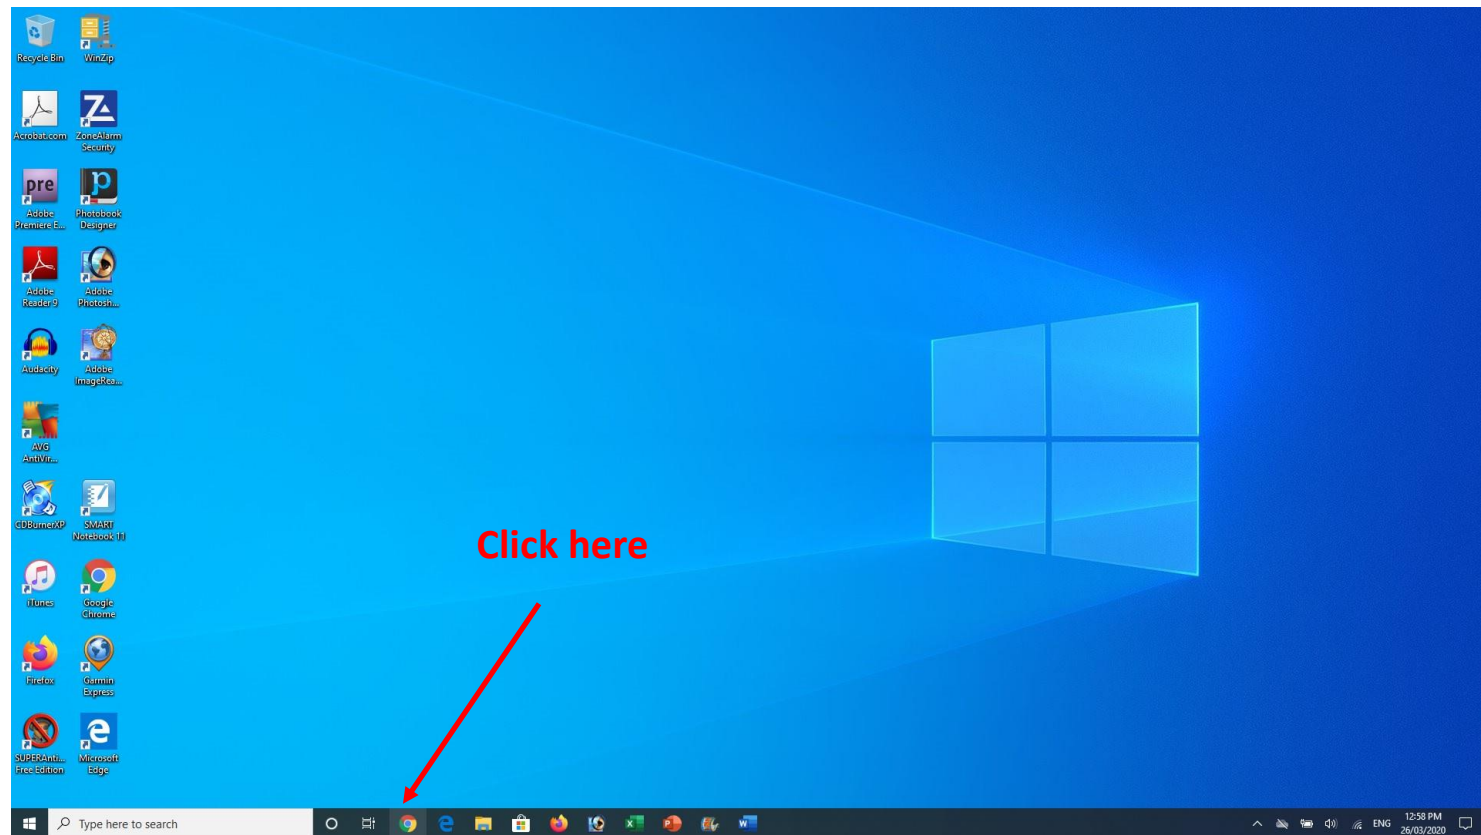 Recycle Bin
WinZip
Acrobat.com
ZoneAlarm
Security
pre
Adobe
Premiere E...
Photobook
Designer
Adobe
Reader 9
Adobe
Photosh...
Audacity
Adobe
ImageRea...
AVG
AntiVir...
CDBurnerXP
SMART
Notebook 11
iTunes
Google
Chrome
Firefox
Garmin
Express
SUPERAnti...
Free Edition
Microsoft
Edge
Click here
Type here to search
ENG
12:58 PM
26/03/2020